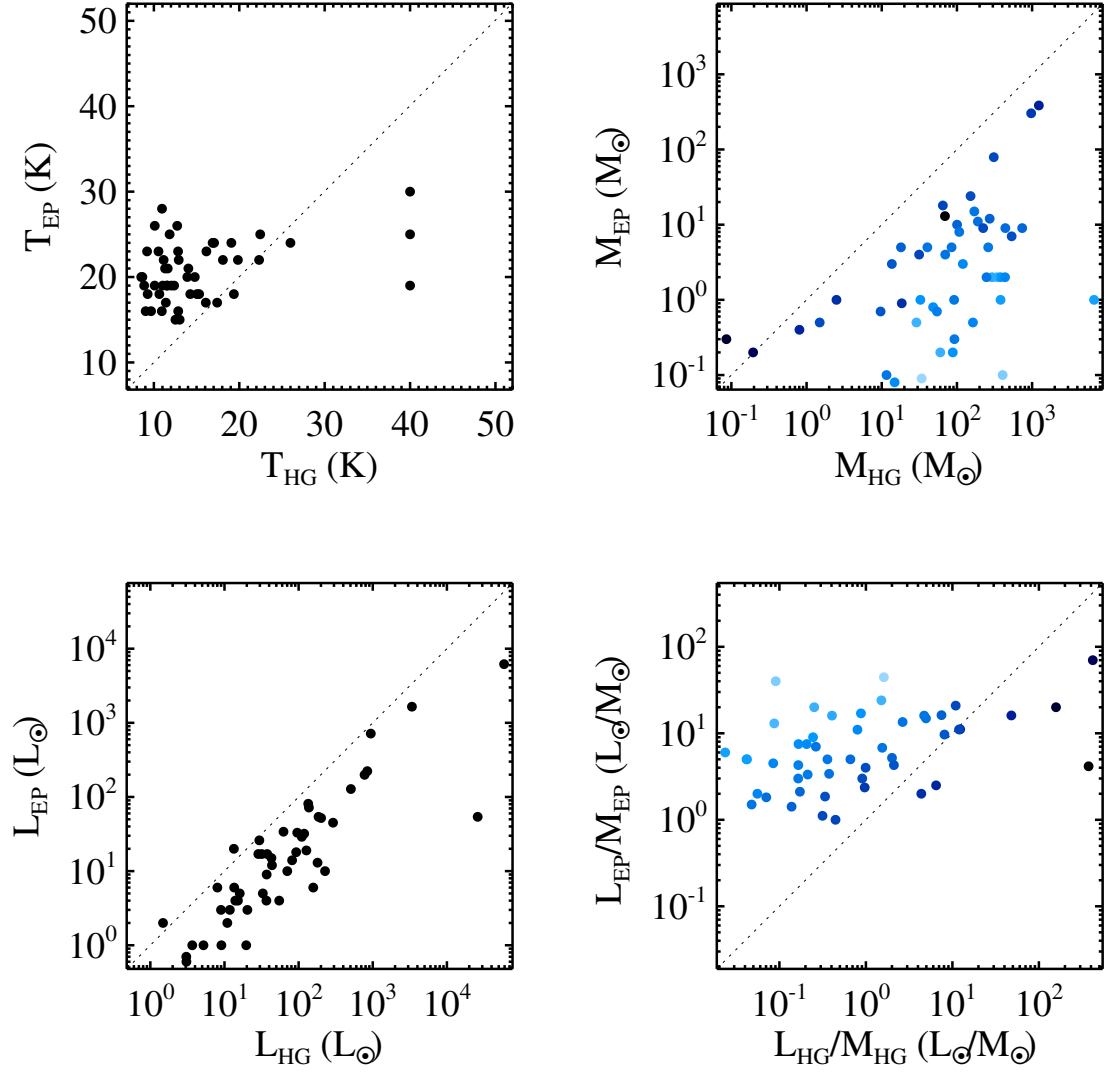 50
40
30
20
10
T_EP (K)
10 20 30 40 50
T_HG (K)
10^3
10^2
10^1
10^0
10^-1
M_EP (M_⊙)
10^-1 10^0 10^1 10^2 10^3
M_HG (M_⊙)
10^4
10^3
10^2
10^1
10^0
L_EP (L_⊙)
10^0 10^1 10^2 10^3 10^4
L_HG (L_⊙)
10^2
10^1
10^0
10^-1
L_EP/M_EP (L_⊙/M_⊙)
10^-1 10^0 10^1 10^2
L_HG/M_HG (L_⊙/M_⊙)